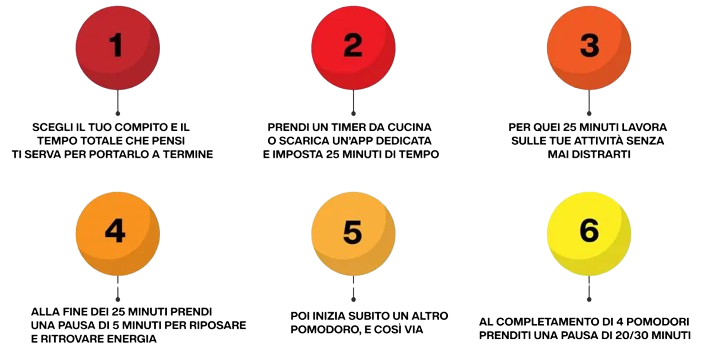 1
SCEGLI IL TUO COMPITO E IL
TEMPO TOTALE CHE PENSI
TI SERVA PER PORTARLO A TERMINE
2
PRENDI UN TIMER DA CUCINA
O SCARICA UN'APP DEDICATA
E IMPOSTA 25 MINUTI DI TEMPO
3
PER QUEI 25 MINUTI LAVORA
SULLE TUE ATTIVITÀ SENZA
MAI DISTRARTI
4
ALLA FINE DEI 25 MINUTI PRENDI
UNA PAUSA DI 5 MINUTI PER RIPOSARE
E RITROVARE ENERGIA
5
POI INIZIA SUBITO UN ALTRO
POMODORO, E COSÌ VIA
6
AL COMPLETAMENTO DI 4 POMODORI
PRENDITI UNA PAUSA DI 20/30 MINUTI